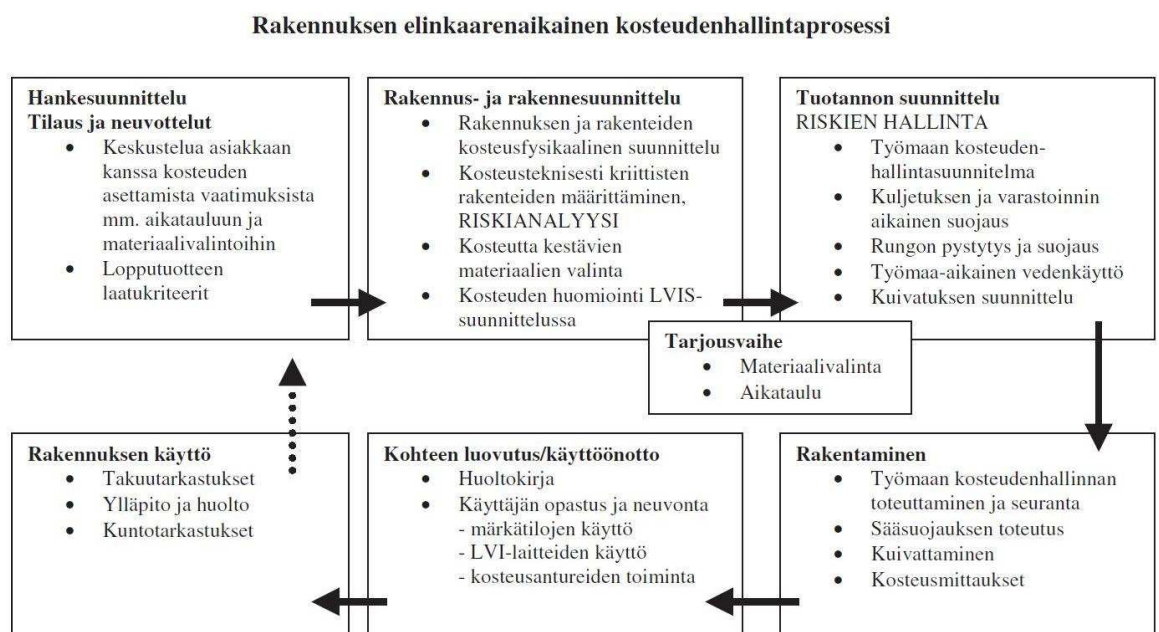 Rakennuksen elinkaarenaikainen kosteudenhallintaprosessi
Hankesuunnittelu
Tilaus ja neuvottelut
• Keskustelua asiakkaan
kanssa kosteuden
asettamista vaatimuksista
mm. aikatauluun ja
materiaalivalintoihin
• Lopputuotteen
laatukriteerit
Rakennus- ja rakennesuunnittelu
• Rakennuksen ja rakenteiden
kosteusfysikaalinen suunnittelu
• Kosteusteknisesti kriittisten
rakenteiden määrittäminen,
RISKIANALYYSI
• Kosteutta kestävien
materiaalien valinta
• Kosteuden huomiointi LVIS-
suunnittelussa
Tuotannon suunnittelu
RISKIEN HALLINTA
• Työmaan kosteuden-
hallintasuunnitelma
• Kuljetuksen ja varastoinnin
aikainen suojaus
• Rungon pystytys ja suojaus
• Työmaa-aikainen vedenkäyttö
• Kuivatuksen suunnittelu
Tarjousvaihe
• Materiaalivalinta
• Aikataulu
Rakennuksen käyttö
• Takuutarkastukset
• Ylläpito ja huolto
• Kuntotarkastukset
Kohteen luovutus/käyttöönotto
• Huoltokirja
• Käyttäjän opastus ja neuvonta
- märkätilojen käyttö
- LVI-laitteiden käyttö
- kosteusantureiden toiminta
Rakentaminen
• Työmaan kosteudenhallinnan
toteuttaminen ja seuranta
• Sääsuojauksen toteutus
• Kuivattaminen
• Kosteusmittaukset